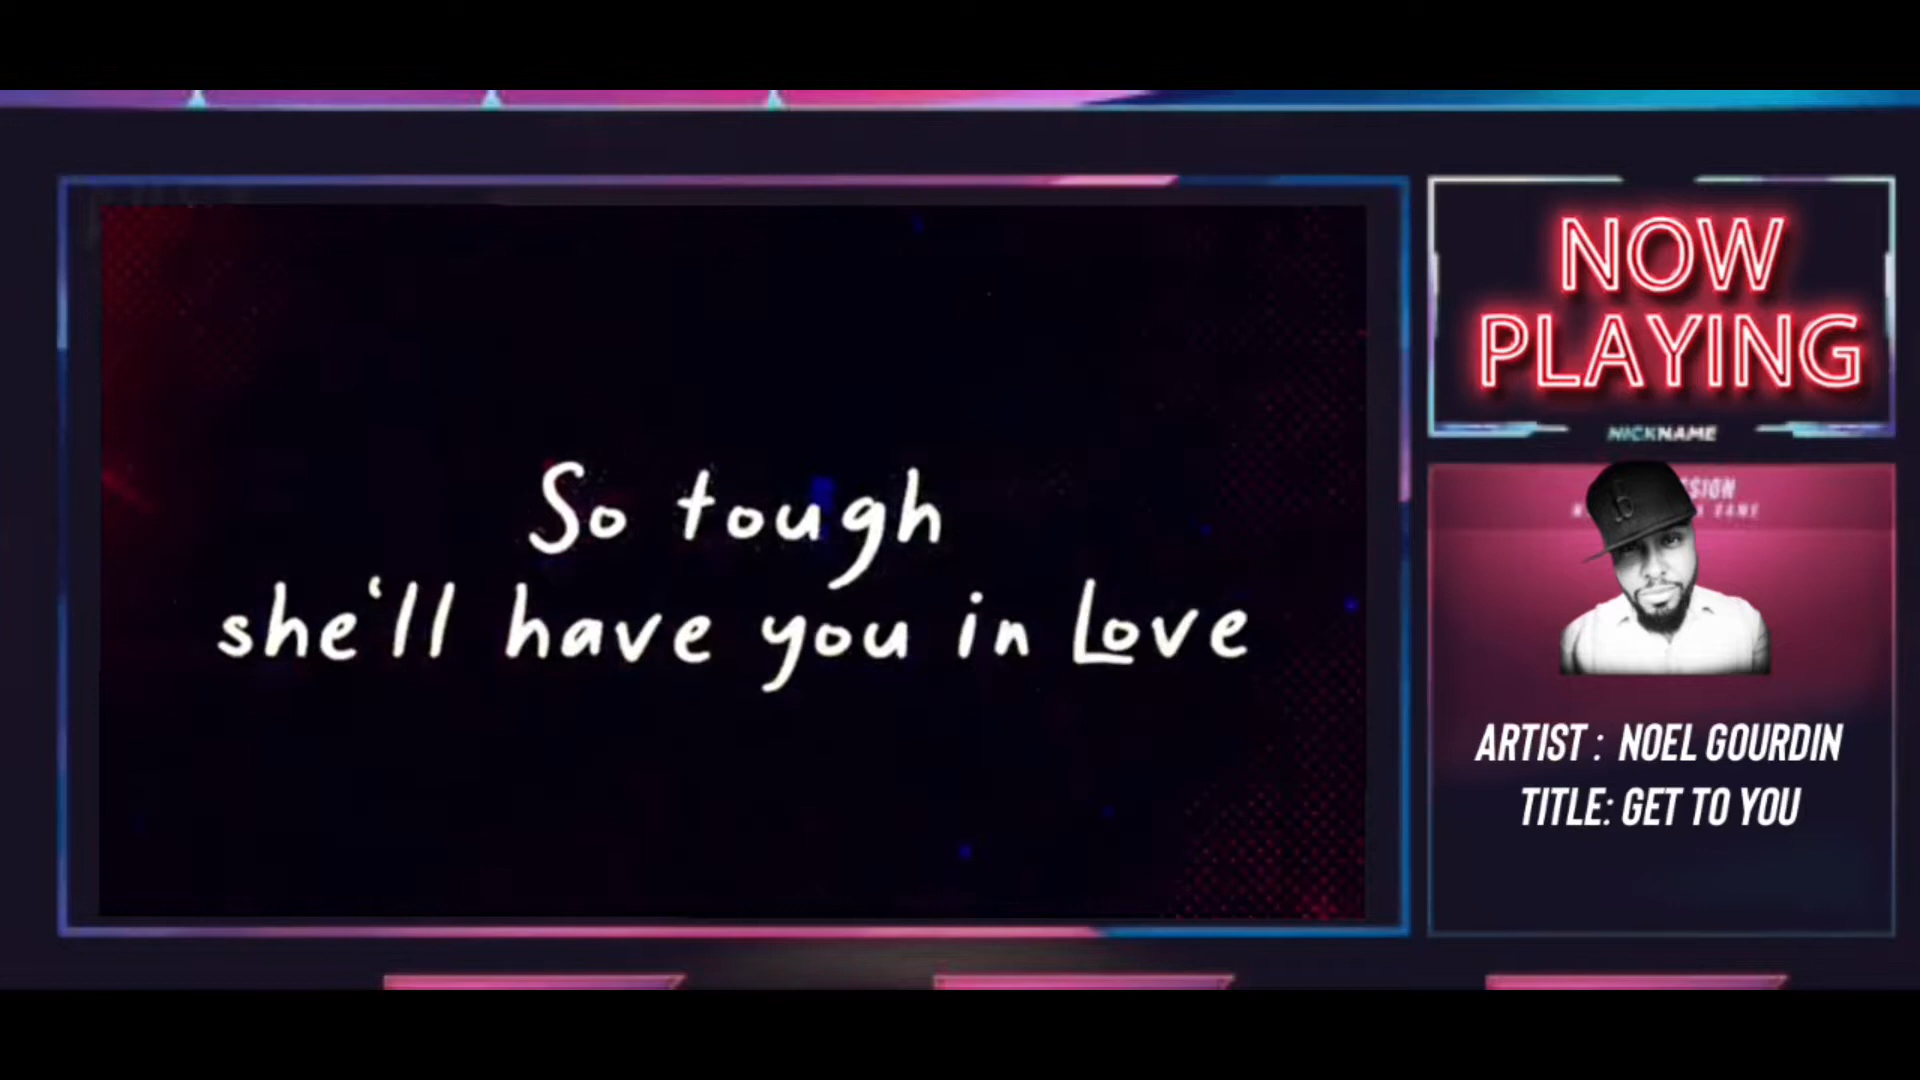 So tough
she'll have you in Love
NOW
PLAYING
NICKNAME
ARTIST : NOEL GOURDIN
TITLE: GET TO YOU